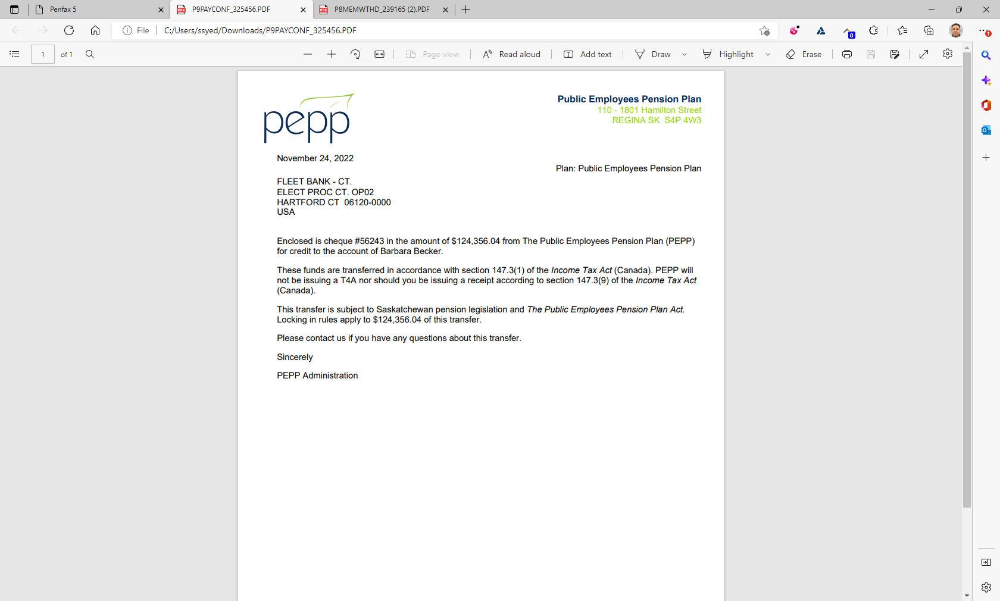 Penfax 5
P9PAYCONF_325456.PDF
P8MEMWTHD_239165 (2).PDF
File
C:/Users/ssyed/Downloads/P9PAYCONF_325456.PDF
0
1
of 1
Page view
Read aloud
Add text
Draw
Highlight
Erase
pepp
Public Employees Pension Plan
110 - 1801 Hamilton Street
REGINA SK  S4P 4W3
November 24, 2022
Plan: Public Employees Pension Plan
FLEET BANK - CT.
ELECT PROC CT. OP02
HARTFORD CT  06120-0000
USA
Enclosed is cheque #56243 in the amount of $124,356.04 from The Public Employees Pension Plan (PEPP)
for credit to the account of Barbara Becker.
These funds are transferred in accordance with section 147.3(1) of the Income Tax Act (Canada). PEPP will
not be issuing a T4A nor should you be issuing a receipt according to section 147.3(9) of the Income Tax Act
(Canada).
This transfer is subject to Saskatchewan pension legislation and The Public Employees Pension Plan Act.
Locking in rules apply to $124,356.04 of this transfer.
Please contact us if you have any questions about this transfer.
Sincerely
PEPP Administration